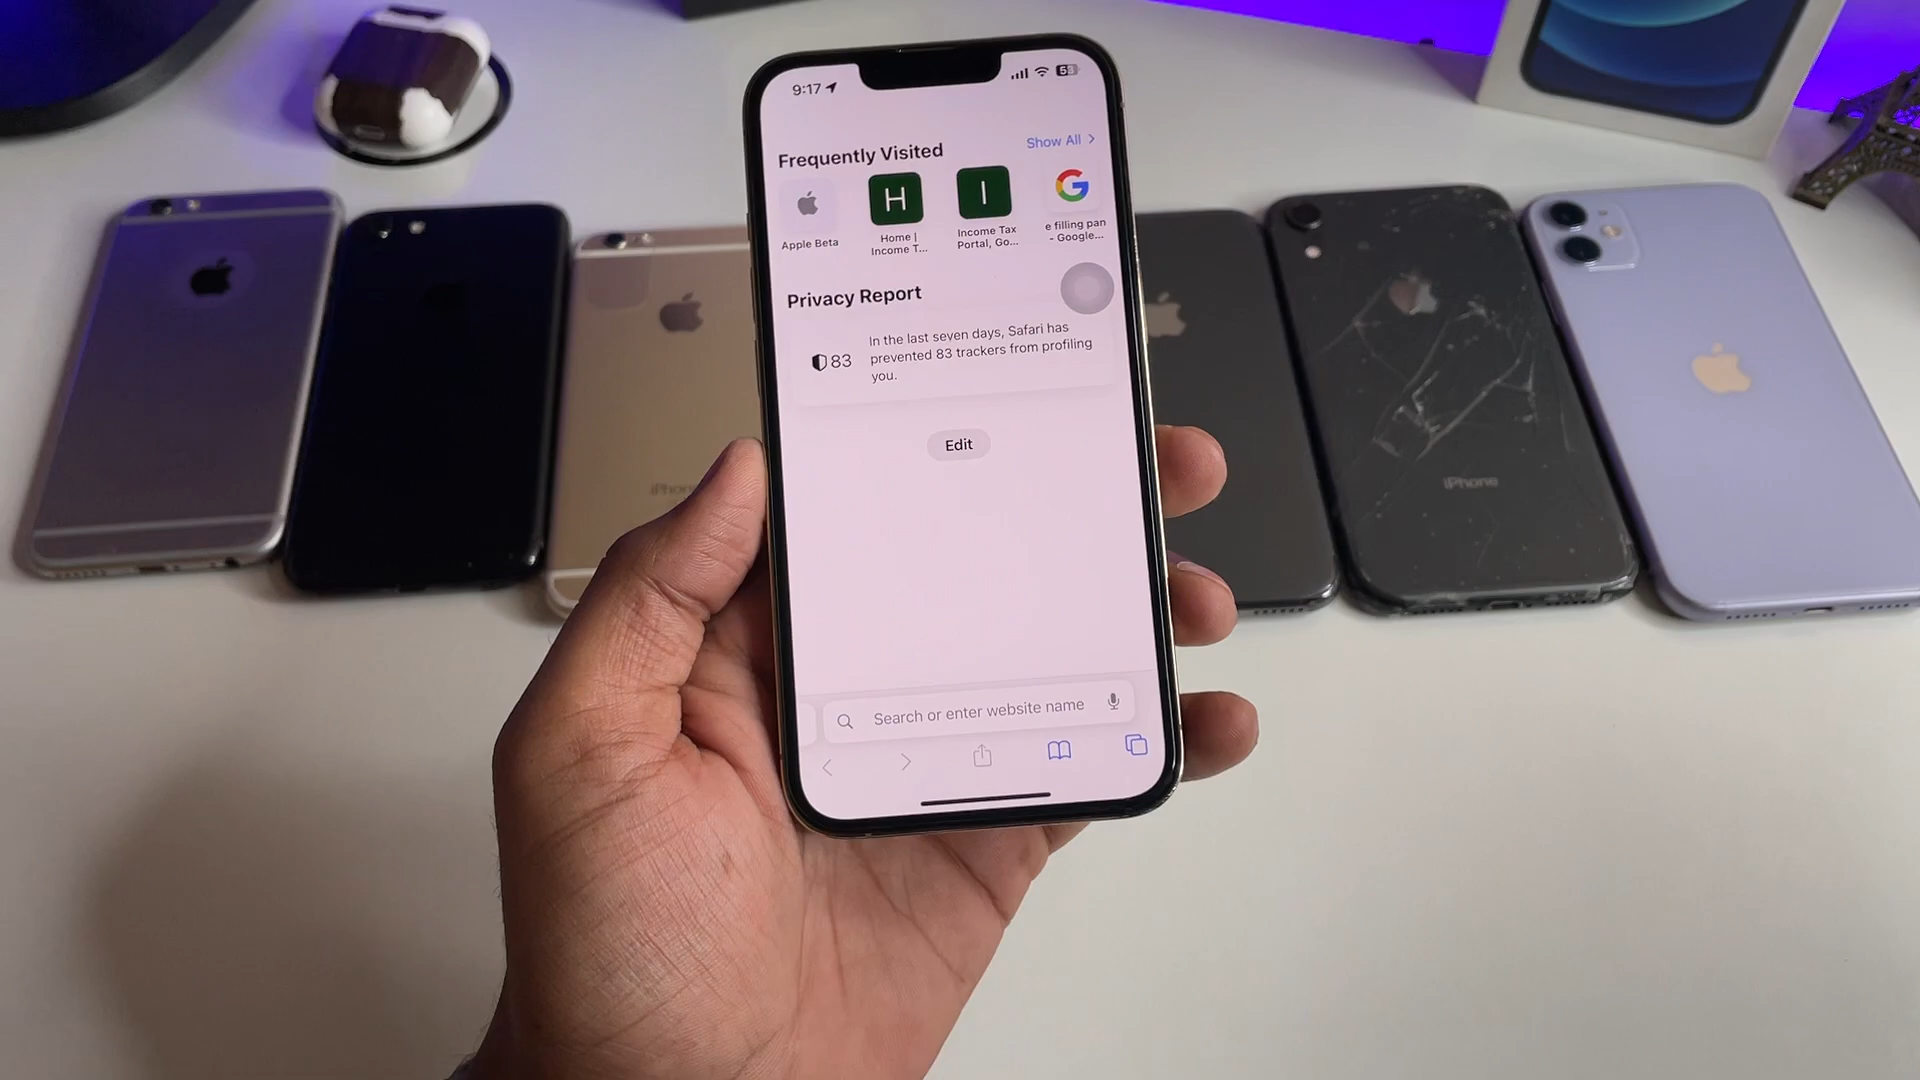 9:17
53
Frequently Visited
Show All >
Apple Beta
H
Home |
Income T...
I
Income Tax
Portal, Go...
e filling pan
- Google...
Privacy Report
83
In the last seven days, Safari has
prevented 83 trackers from profiling
you.
Edit
Search or enter website name
iPhone
iPhone